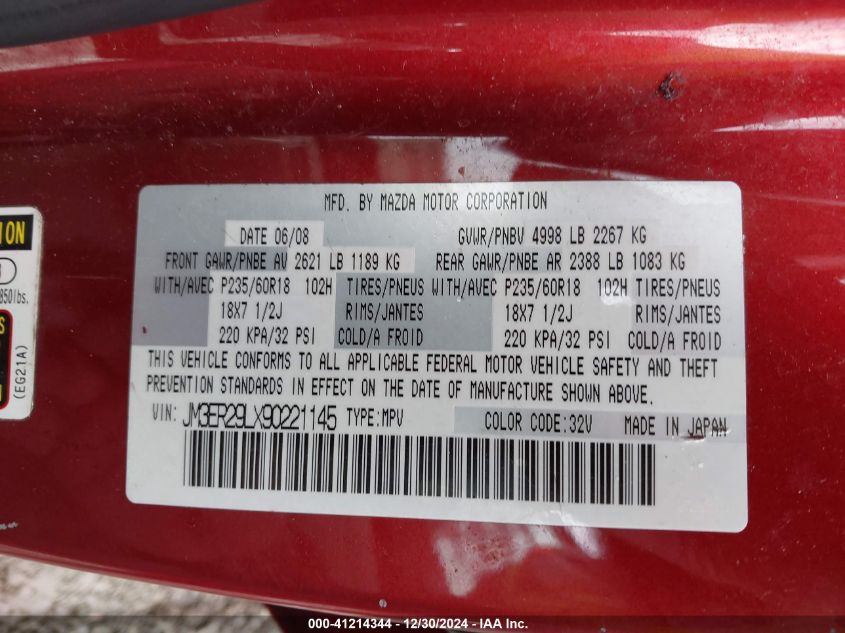 MFD. BY MAZDA MOTOR CORPORATION
DATE 06/08 GVWR/PNBV 4998 LB 2267 KG
FRONT GAWR/PNBE AV 2621 LB 1189 KG REAR GAWR/PNBE AR 2388 LB 1083 KG
WITH/AVEC P235/60R18 102H TIRES/PNEUS WITH/AVEC P235/60R18 102H TIRES/PNEUS
18X7 1/2J RIMS/JANTES 18X7 1/2J RIMS/JANTES
220 KPA/32 PSI COLD/A FROID 220 KPA/32 PSI COLD/A FROID
THIS VEHICLE CONFORMS TO ALL APPLICABLE FEDERAL MOTOR VEHICLE SAFETY AND THEFT
PREVENTION STANDARDS IN EFFECT ON THE DATE OF MANUFACTURE SHOWN ABOVE.
VIN: JM3ER29LX90221145 TYPE:MPV COLOR CODE:32V MADE IN JAPAN
ION
850lbs.
(EG21A)
000-41214344 - 12/30/2024 - IAA Inc.